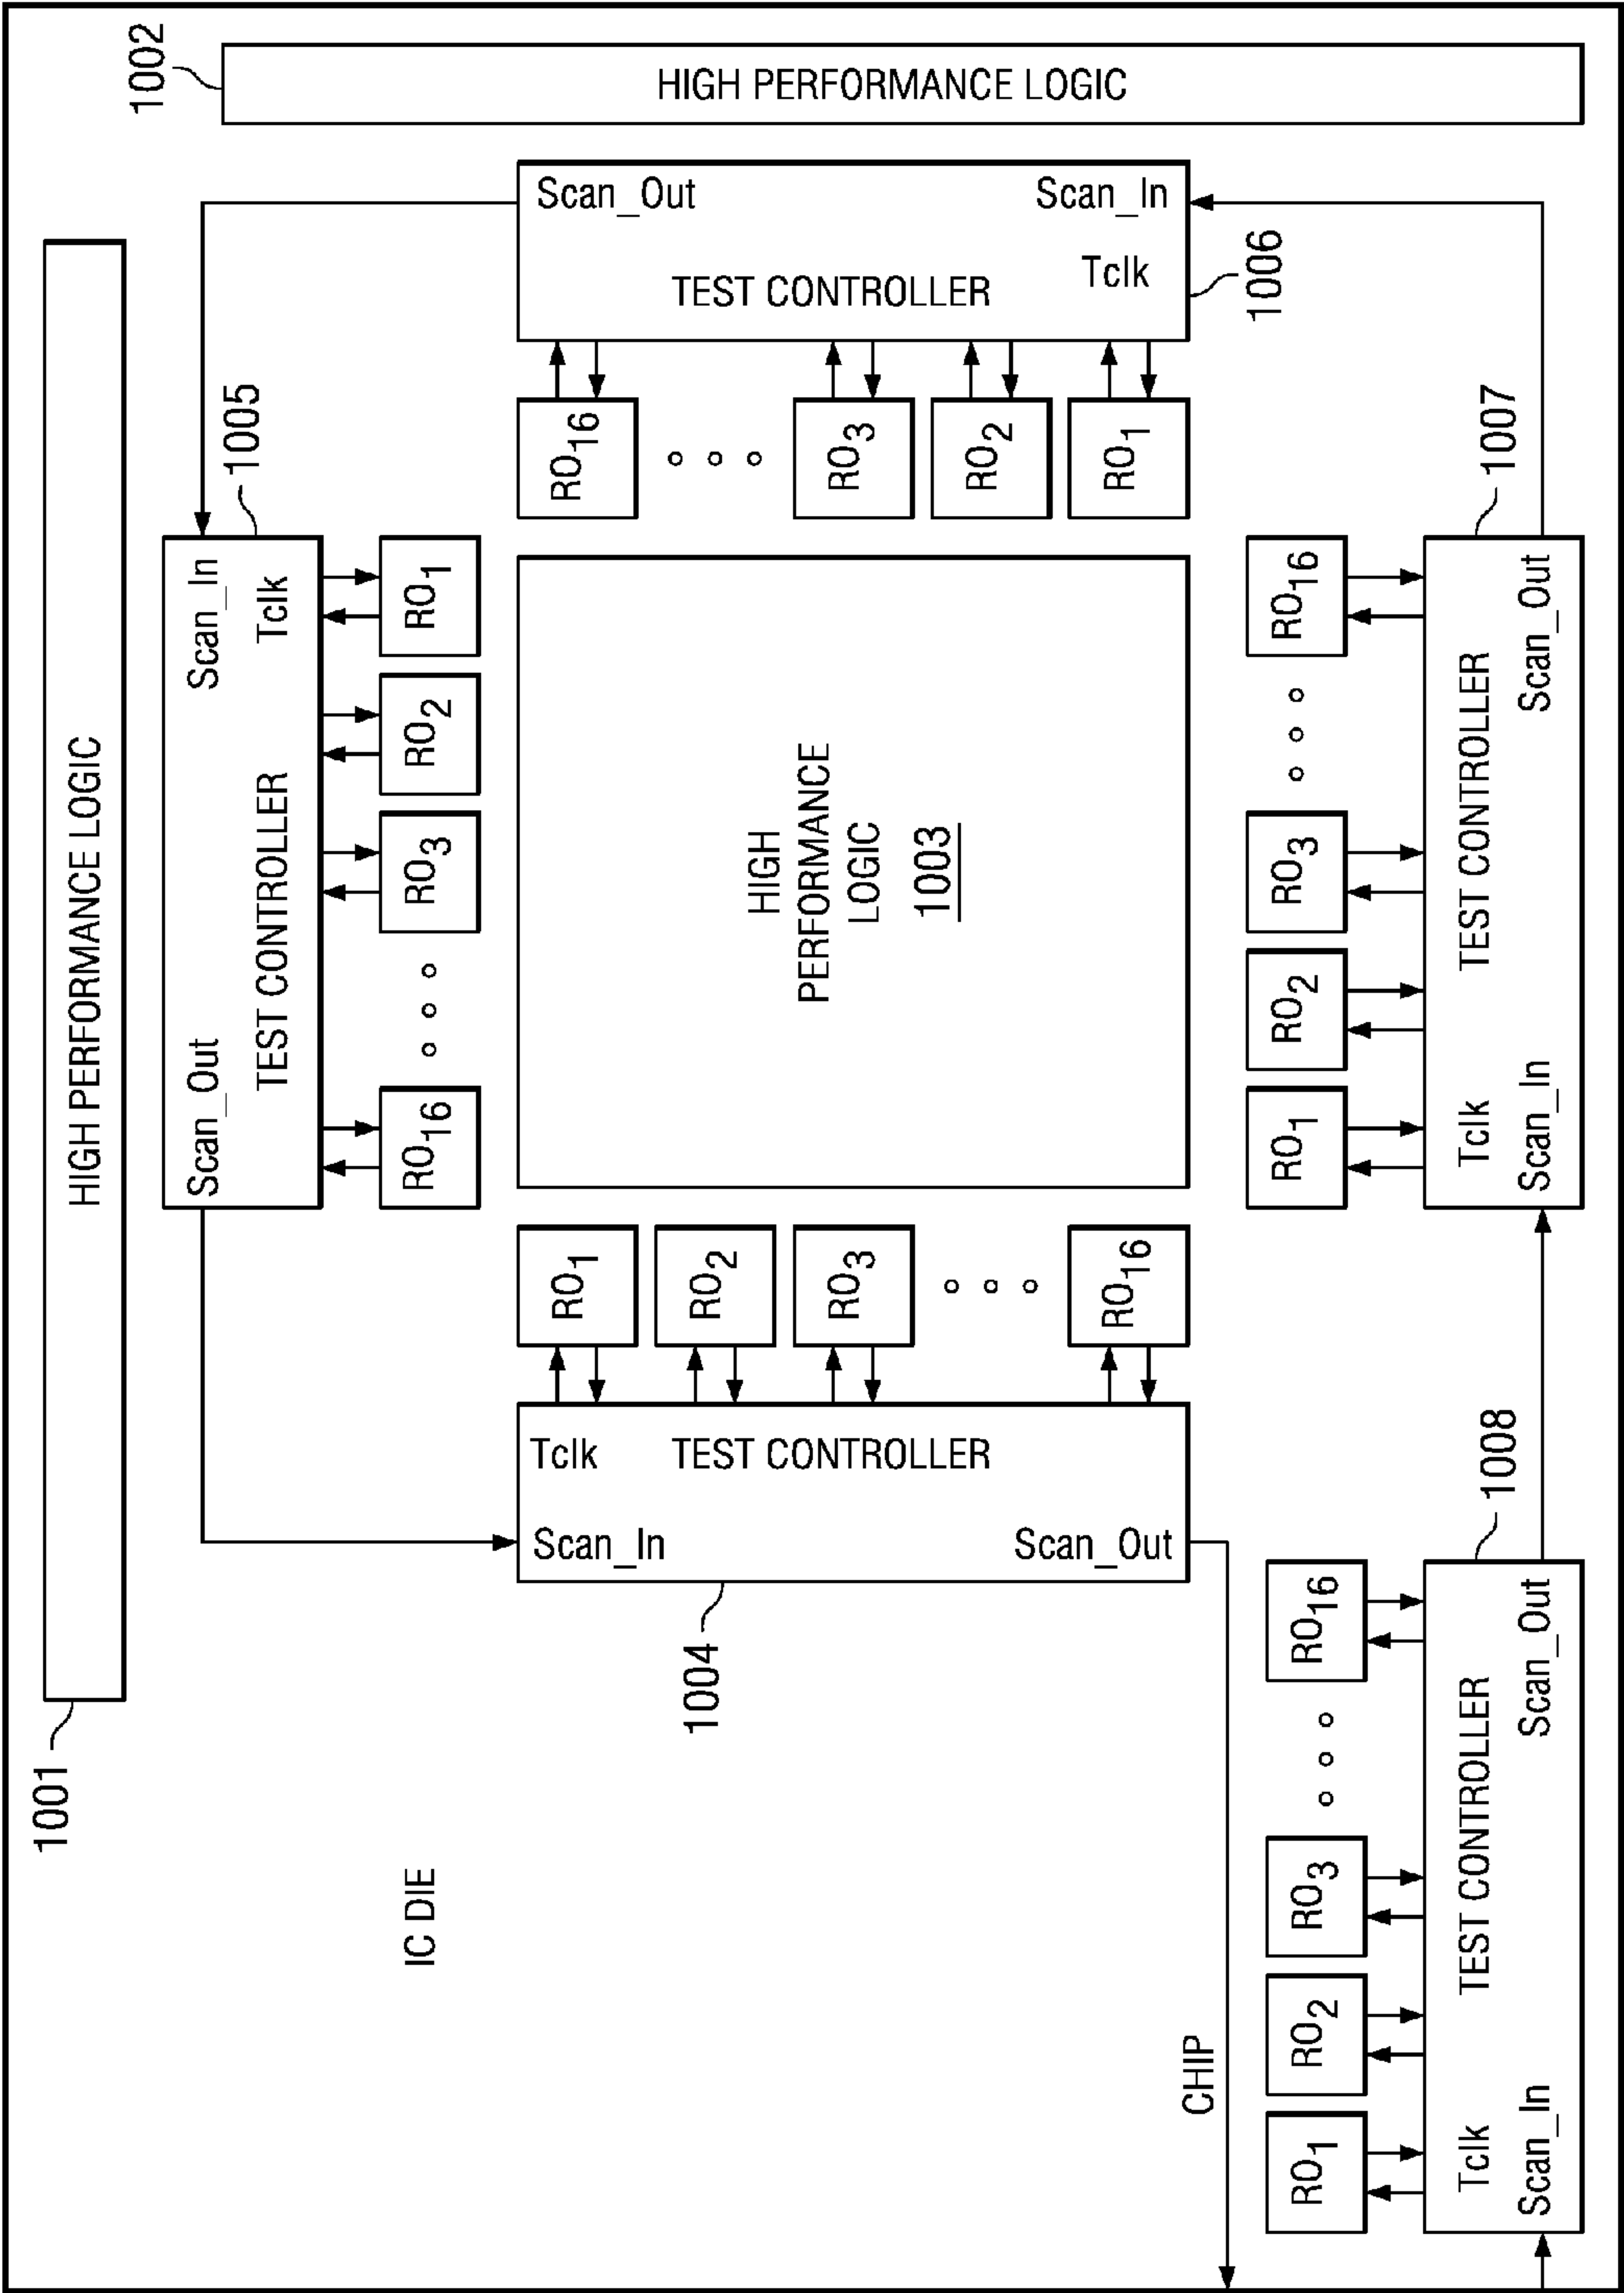 1002
HIGH PERFORMANCE LOGIC
HIGH PERFORMANCE LOGIC
1001
Scan_Out
Scan_In
TEST CONTROLLER
Tclk
1006
RO16
RO3
RO2
RO1
1005
Scan_In
Tclk
Scan_Out
TEST CONTROLLER
RO1
RO2
RO3
RO16
HIGH
PERFORMANCE
LOGIC
1003
1007
RO16
RO3
RO2
RO1
TEST CONTROLLER
Tclk
Scan_In
Scan_Out
RO1
RO2
RO3
RO16
Tclk
TEST CONTROLLER
Scan_In
Scan_Out
1004
1008
RO16
RO3
RO2
RO1
TEST CONTROLLER
Tclk
Scan_In
Scan_Out
IC DIE
CHIP